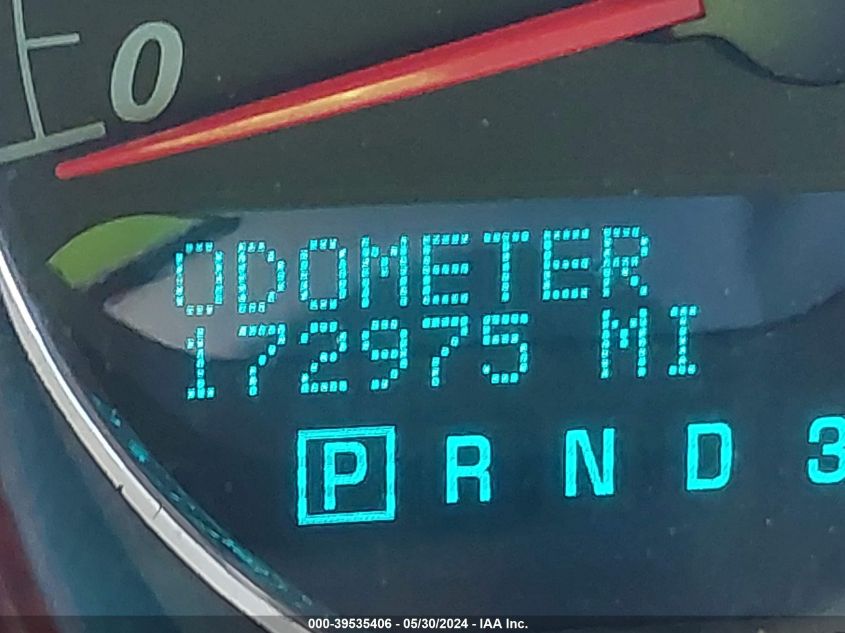 0
ODOMETER
172975 MI
P R N D 3
000-39535406 - 05/30/2024 - IAA Inc.